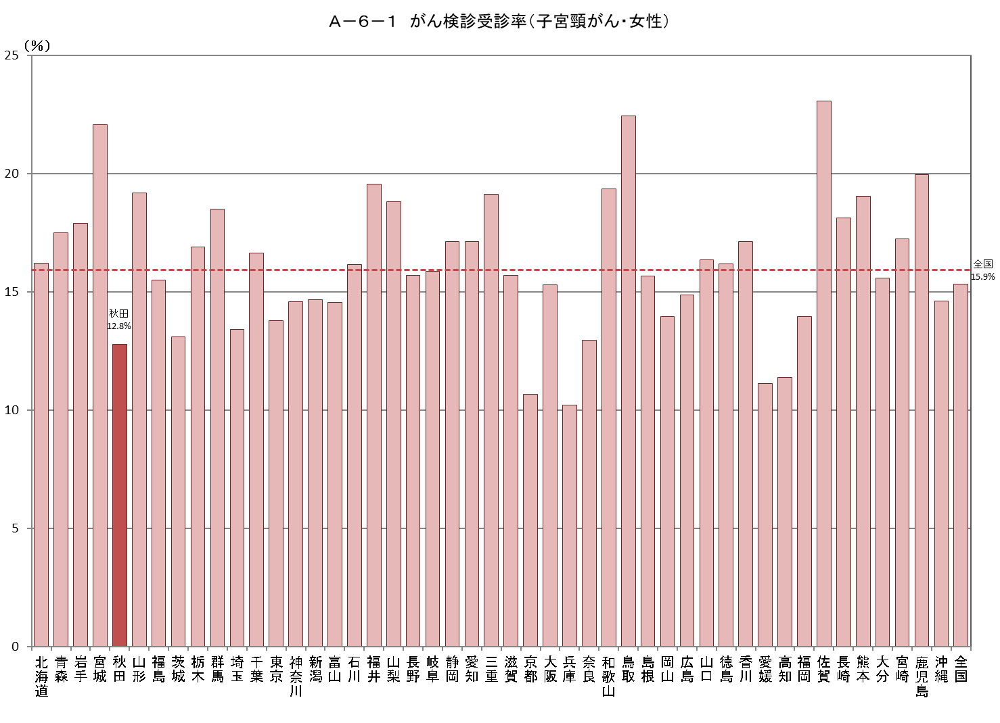 A－6－1　がん検診受診率（子宮頸がん・女性）
（％）
25
20
15
10
5
0
秋田
12.8%
全国
15.9%
北海道
青森
岩手
宮城
秋田
山形
福島
茨城
栃木
群馬
埼玉
千葉
東京
神奈川
新潟
富山
石川
福井
山梨
長野
岐阜
静岡
愛知
三重
滋賀
京都
大阪
兵庫
奈良
和歌山
鳥取
島根
岡山
広島
山口
徳島
香川
愛媛
高知
福岡
佐賀
長崎
熊本
大分
宮崎
鹿児島
沖縄
全国